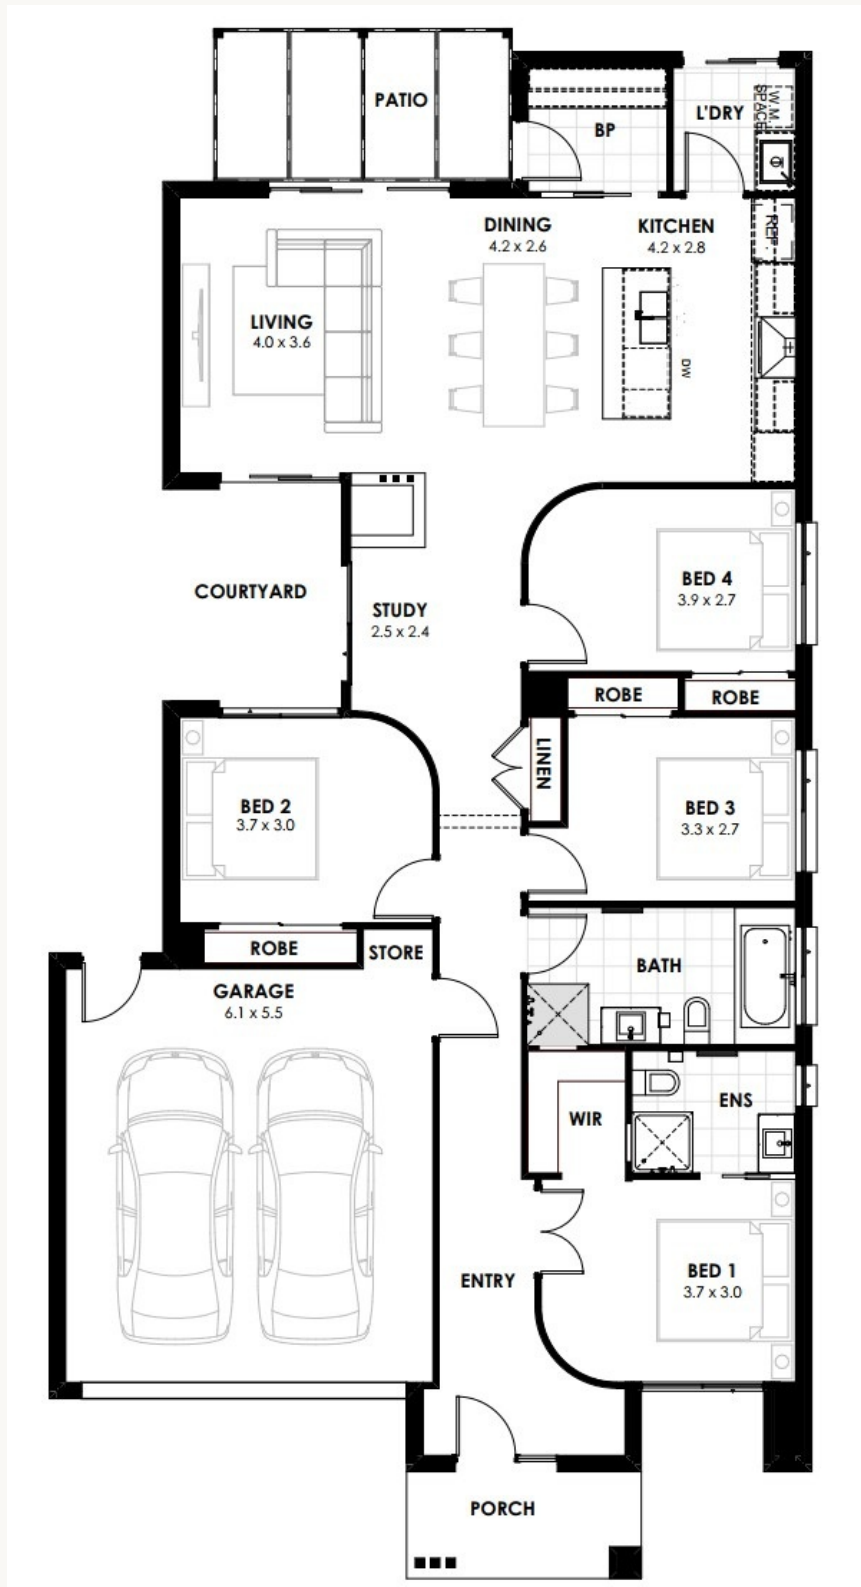 PATIO
BP
L'DRY
W.M.
SPACE
DINING
4.2 x 2.6
KITCHEN
4.2 x 2.8
REF.
LIVING
4.0 x 3.6
DW
COURTYARD
STUDY
2.5 x 2.4
BED 4
3.9 x 2.7
ROBE
ROBE
LINEN
BED 2
3.7 x 3.0
BED 3
3.3 x 2.7
ROBE
STORE
BATH
GARAGE
6.1 x 5.5
WIR
ENS
ENTRY
BED 1
3.7 x 3.0
PORCH